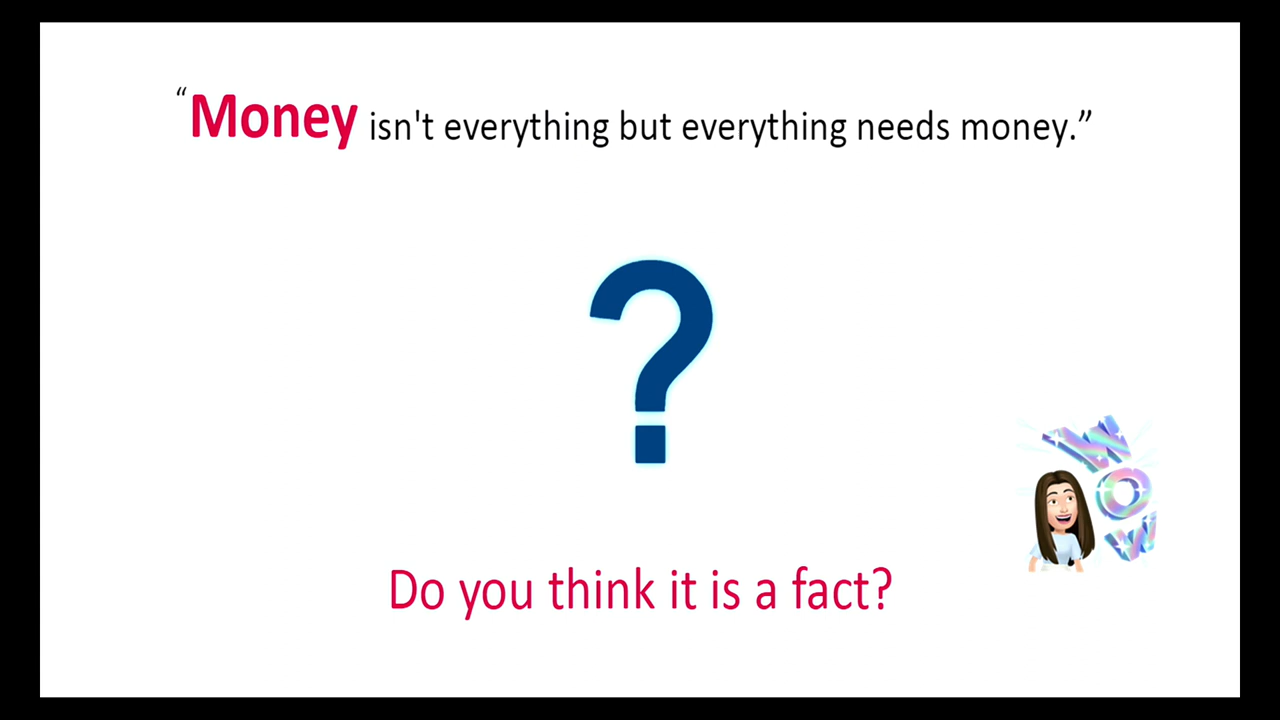 “Money isn't everything but everything needs money.”
?
WOW
Do you think it is a fact?